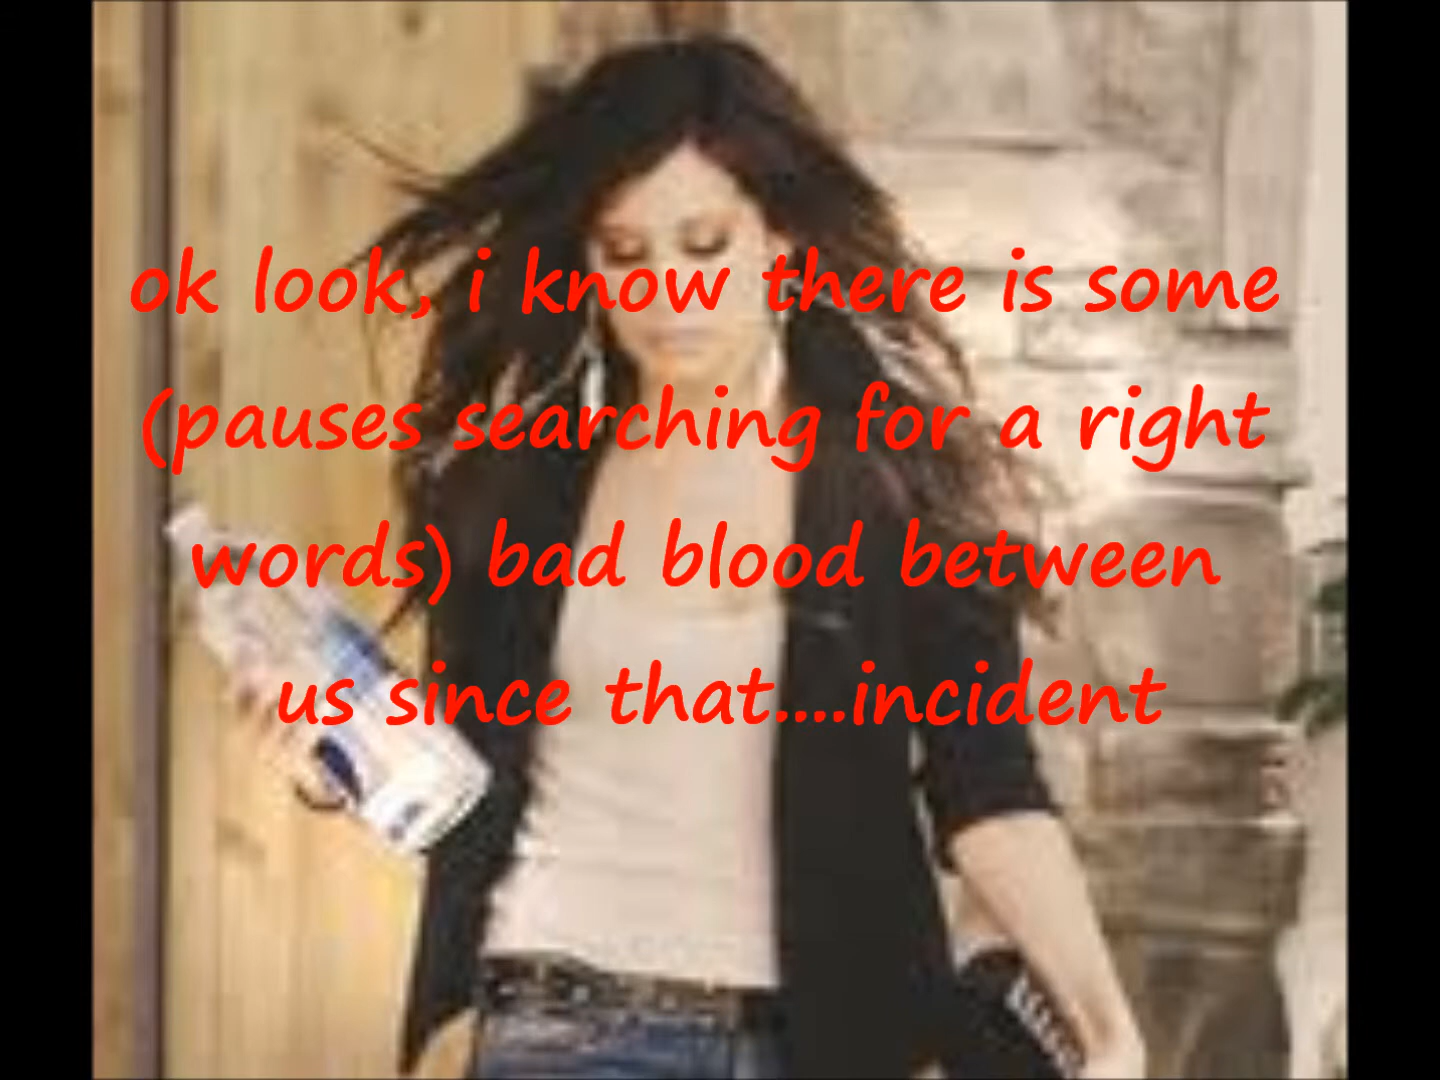 ok look, i know there is some
(pauses searching for a right
words) bad blood between
us since that....incident